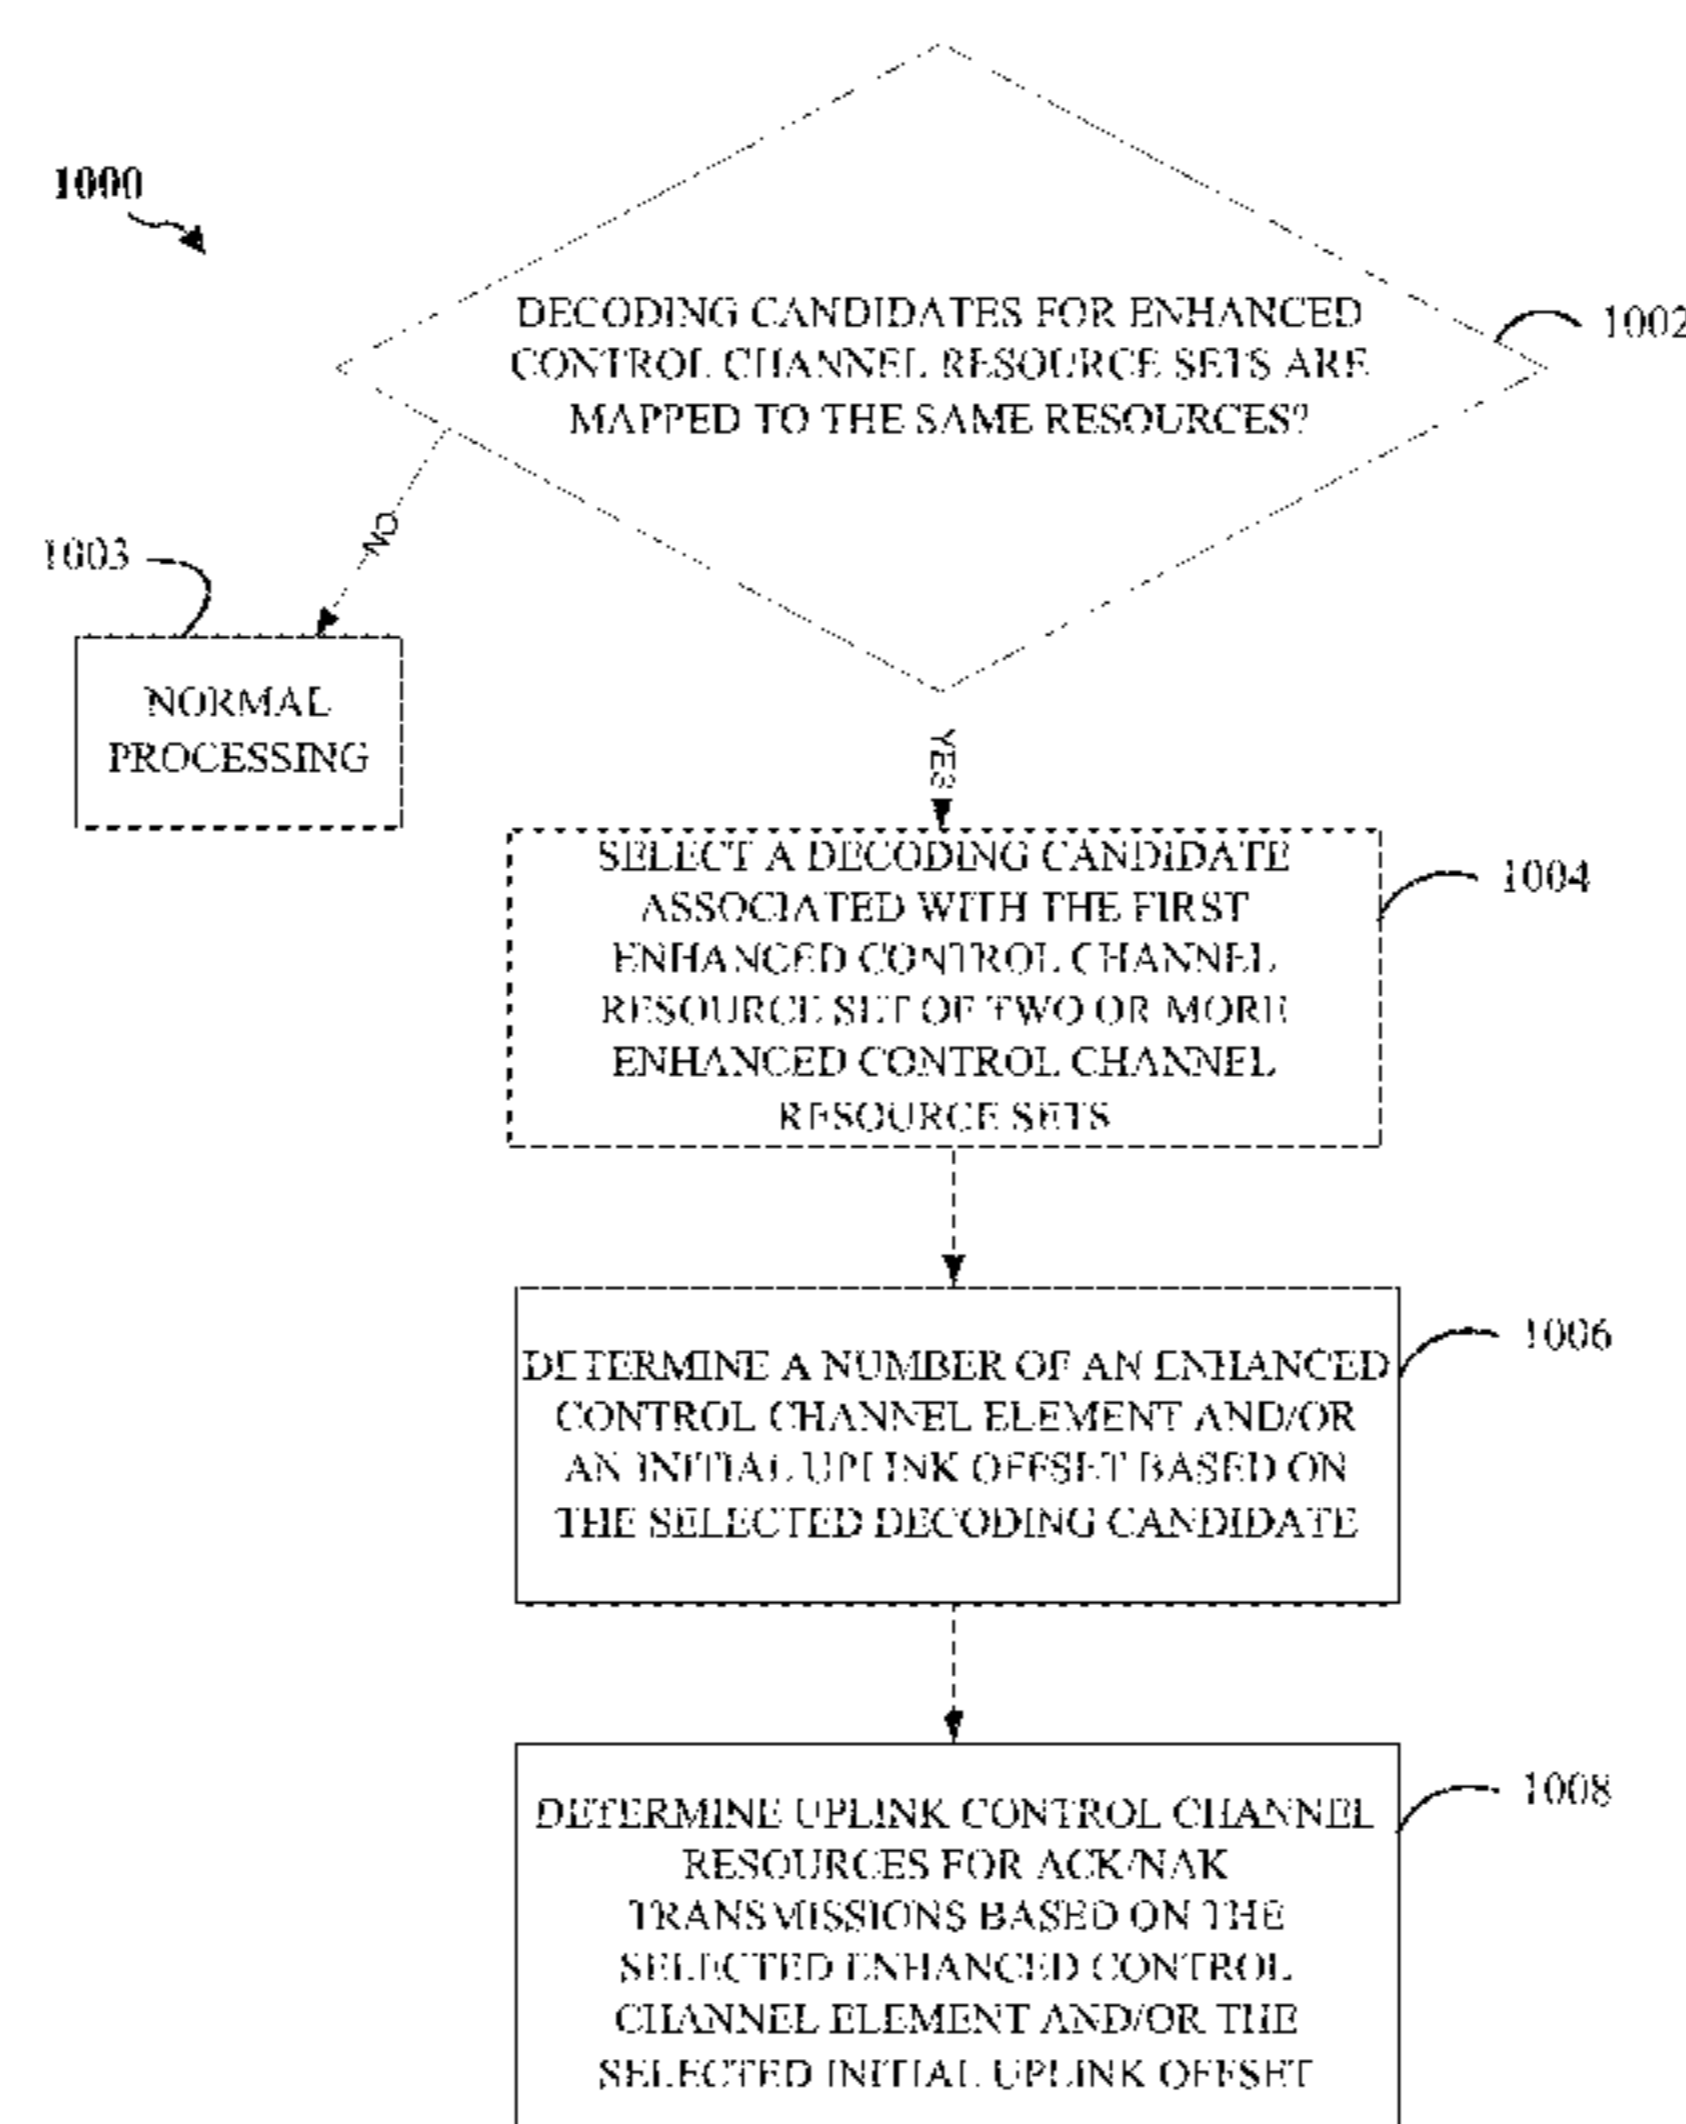 1000
DECODING CANDIDATES FOR ENHANCED
CONTROL CHANNEL RESOURCE SETS ARE
MAPPED TO THE SAME RESOURCES?
1002
NO
1003
NORMAL
PROCESSING
YES
SELECT A DECODING CANDIDATE
ASSOCIATED WITH THE FIRST
ENHANCED CONTROL CHANNEL
RESOURCE SET OF TWO OR MORE
ENHANCED CONTROL CHANNEL
RESOURCE SETS
1004
DETERMINE A NUMBER OF AN ENHANCED
CONTROL CHANNEL ELEMENT AND/OR
AN INITIAL UPLINK OFFSET BASED ON
THE SELECTED DECODING CANDIDATE
1006
DETERMINE UPLINK CONTROL CHANNEL
RESOURCES FOR ACK/NAK
TRANSMISSIONS BASED ON THE
SELECTED ENHANCED CONTROL
CHANNEL ELEMENT AND/OR THE
SELECTED INITIAL UPLINK OFFSET
1008